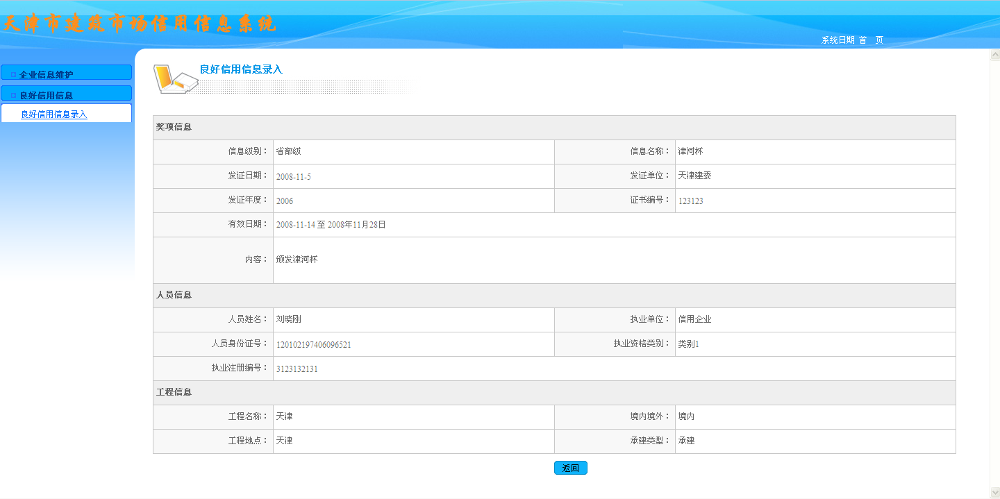 天津市建筑市场信用信息系统
系统日期 首 页
企业信息维护
良好信用信息
良好信用信息录入
良好信用信息录入
奖项信息
信息级别： 省部级 信息名称： 津河杯
发证日期： 2008-11-5 发证单位： 天津建委
发证年度： 2006 证书编号： 123123
有效日期： 2008-11-14 至 2008年11月28日
内容： 颁发津河杯
人员信息
人员姓名： 刘晓刚 执业单位： 信用企业
人员身份证号： 120102197406096521 执业资格类别： 类别1
执业注册编号： 3123132131
工程信息
工程名称： 天津 境内境外： 境内
工程地点： 天津 承建类型： 承建
返回